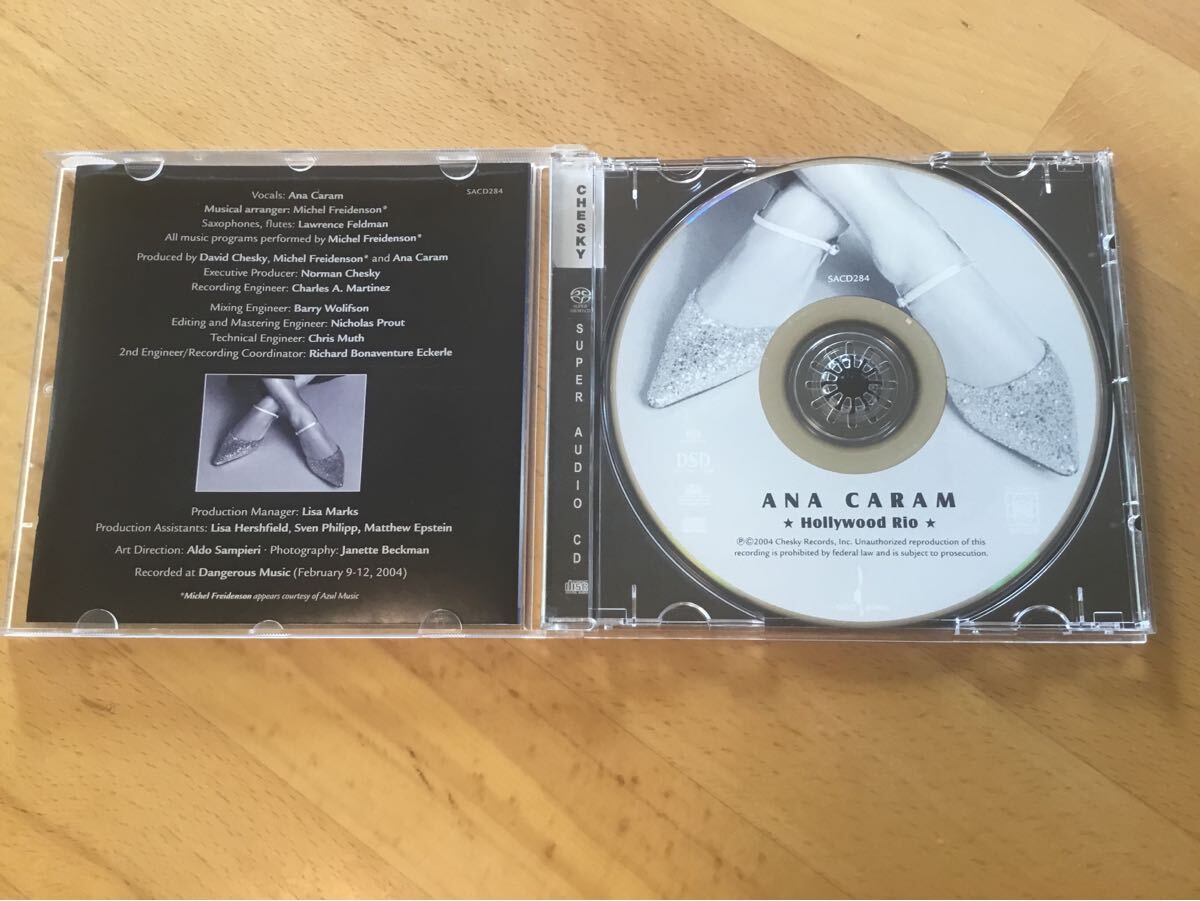 SACD284
Vocals: Ana Caram
Musical arranger: Michel Freidenson*
Saxophones, flutes: Lawrence Feldman
All music programs performed by Michel Freidenson*
Produced by David Chesky, Michel Freidenson* and Ana Caram
Executive Producer: Norman Chesky
Recording Engineer: Charles A. Martinez
Mixing Engineer: Barry Wolifson
Editing and Mastering Engineer: Nicholas Prout
Technical Engineer: Chris Muth
2nd Engineer/Recording Coordinator: Richard Bonaventure Eckerle
Production Manager: Lisa Marks
Production Assistants: Lisa Hershfield, Sven Philipp, Matthew Epstein
Art Direction: Aldo Sampieri · Photography: Janette Beckman
Recorded at Dangerous Music (February 9-12, 2004)
*Michel Freidenson appears courtesy of Azul Music
CHESKY
SUPER AUDIO CD
disc
SACD284
DSD
ANA CARAM
★ Hollywood Rio ★
℗©2004 Chesky Records, Inc. Unauthorized reproduction of this
recording is prohibited by federal law and is subject to prosecution.